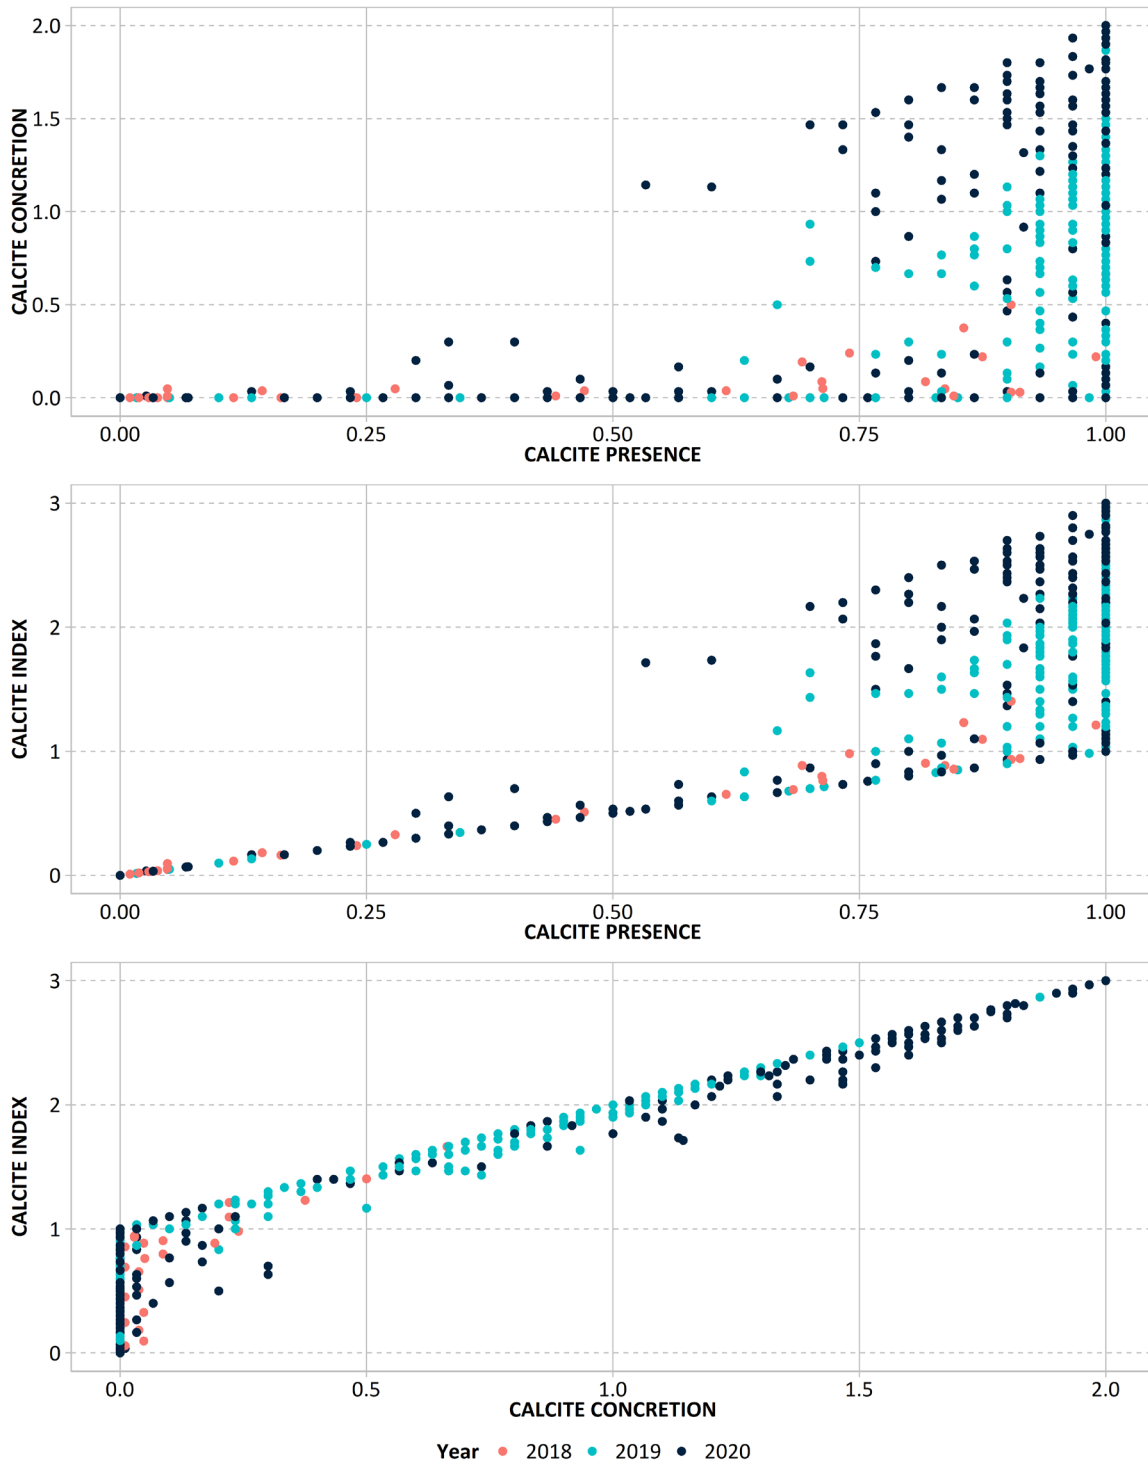 2.0
1.5
1.0
0.5
0.0
CALCITE CONCRETION
0.00 0.25 0.50 0.75 1.00
CALCITE PRESENCE
3
2
1
0
CALCITE INDEX
0.00 0.25 0.50 0.75 1.00
CALCITE PRESENCE
3
2
1
0
CALCITE INDEX
0.0 0.5 1.0 1.5 2.0
CALCITE CONCRETION
Year 2018 2019 2020